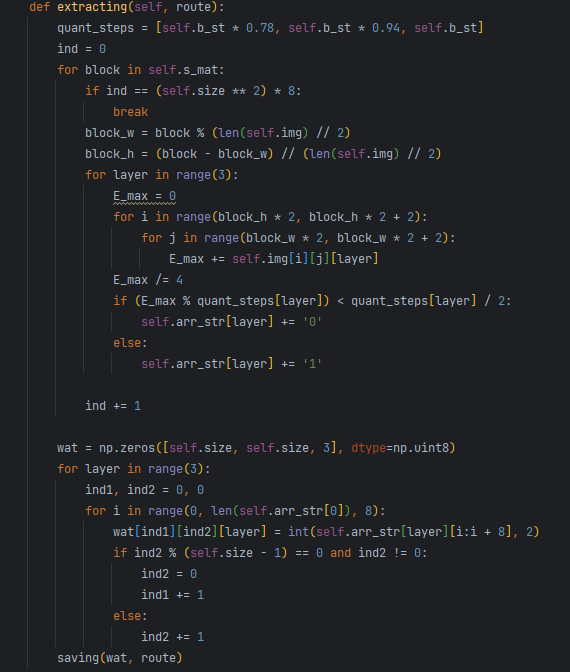 def extracting(self, route):
    quant_steps = [self.b_st * 0.78, self.b_st * 0.94, self.b_st]
    ind = 0
    for block in self.s_mat:
        if ind == (self.size ** 2) * 8:
            break
        block_w = block % (len(self.img) // 2)
        block_h = (block - block_w) // (len(self.img) // 2)
        for layer in range(3):
            E_max = 0
            for i in range(block_h * 2, block_h * 2 + 2):
                for j in range(block_w * 2, block_w * 2 + 2):
                    E_max += self.img[i][j][layer]
            E_max /= 4
            if (E_max % quant_steps[layer]) < quant_steps[layer] / 2:
                self.arr_str[layer] += '0'
            else:
                self.arr_str[layer] += '1'

        ind += 1

    wat = np.zeros([self.size, self.size, 3], dtype=np.uint8)
    for layer in range(3):
        ind1, ind2 = 0, 0
        for i in range(0, len(self.arr_str[0]), 8):
            wat[ind1][ind2][layer] = int(self.arr_str[layer][i:i + 8], 2)
            if ind2 % (self.size - 1) == 0 and ind2 != 0:
                ind2 = 0
                ind1 += 1
            else:
                ind2 += 1
    saving(wat, route)